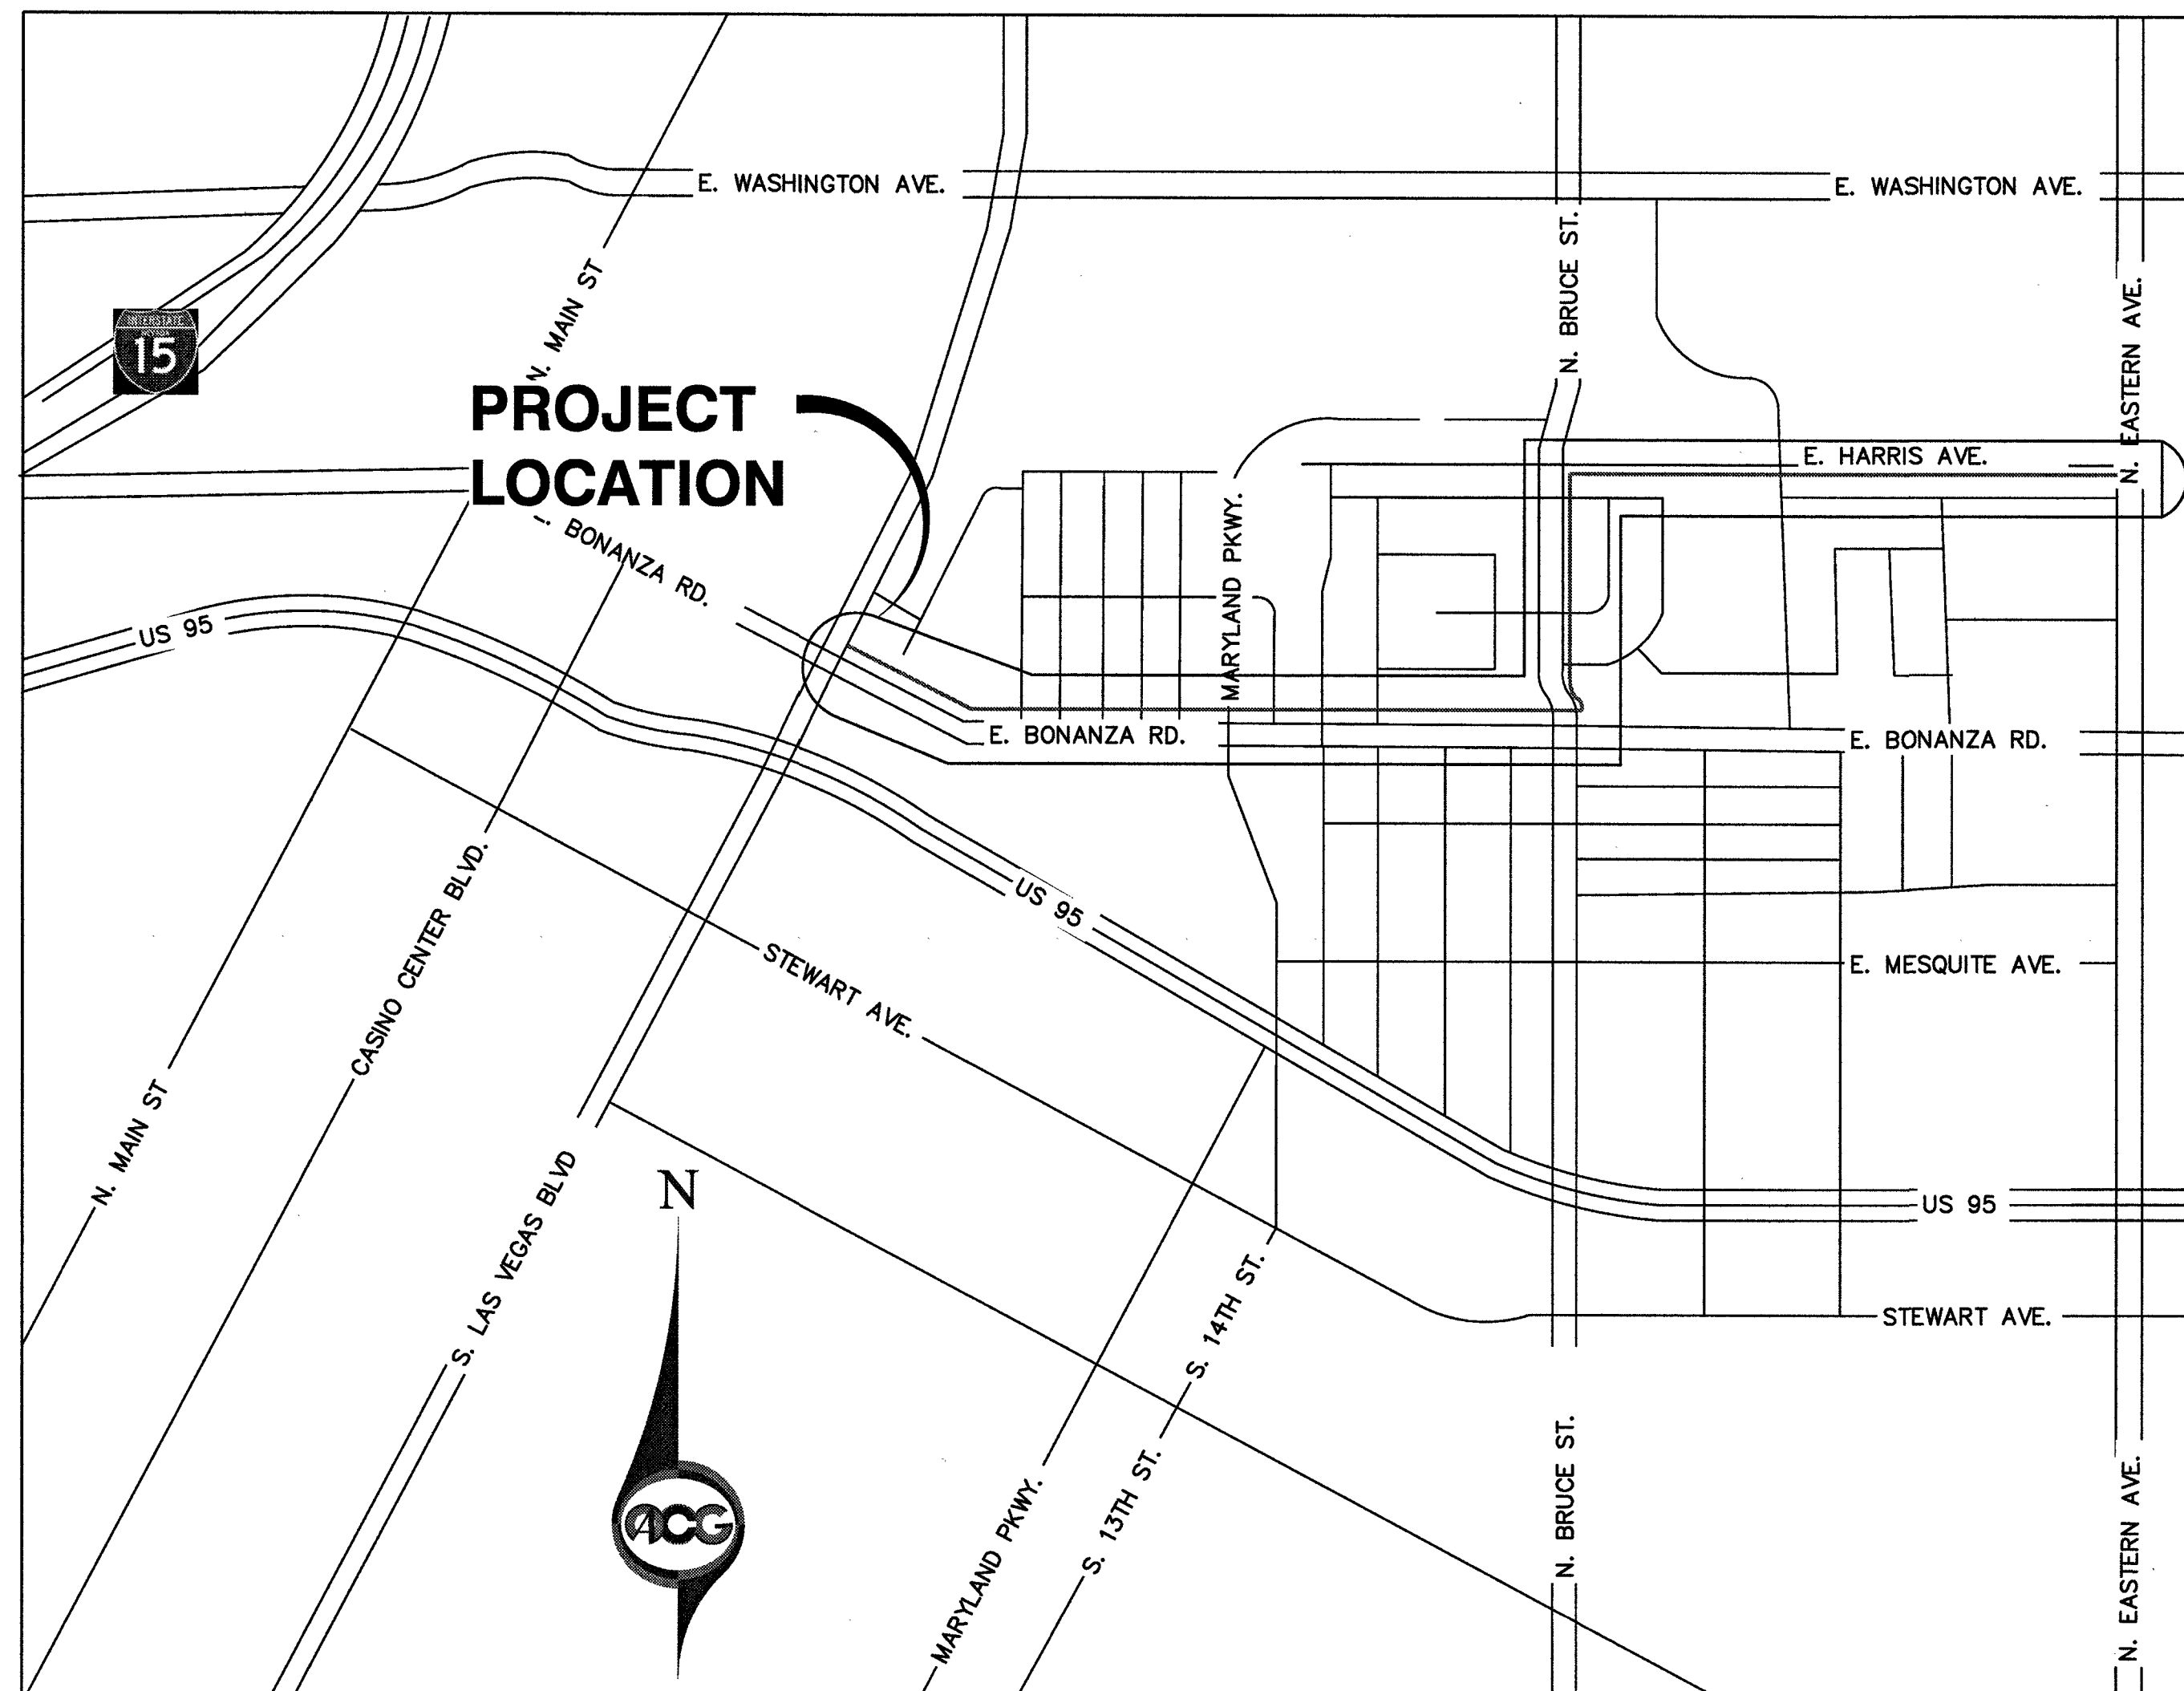 E. WASHINGTON AVE.
E. WASHINGTON AVE.
N. MAIN ST
N. BRUCE ST.
N. EASTERN AVE.
INTERSTATE
15
PROJECT
LOCATION
E. HARRIS AVE.
BONANZA RD.
MARYLAND PKWY.
US 95
E. BONANZA RD.
E. BONANZA RD.
CASINO CENTER BLVD.
US 95
STEWART AVE.
E. MESQUITE AVE.
N. MAIN ST
S. LAS VEGAS BLVD
N
US 95
S. 14TH ST.
STEWART AVE.
ACG
MARYLAND PKWY.
S. 13TH ST.
N. BRUCE ST.
N. EASTERN AVE.